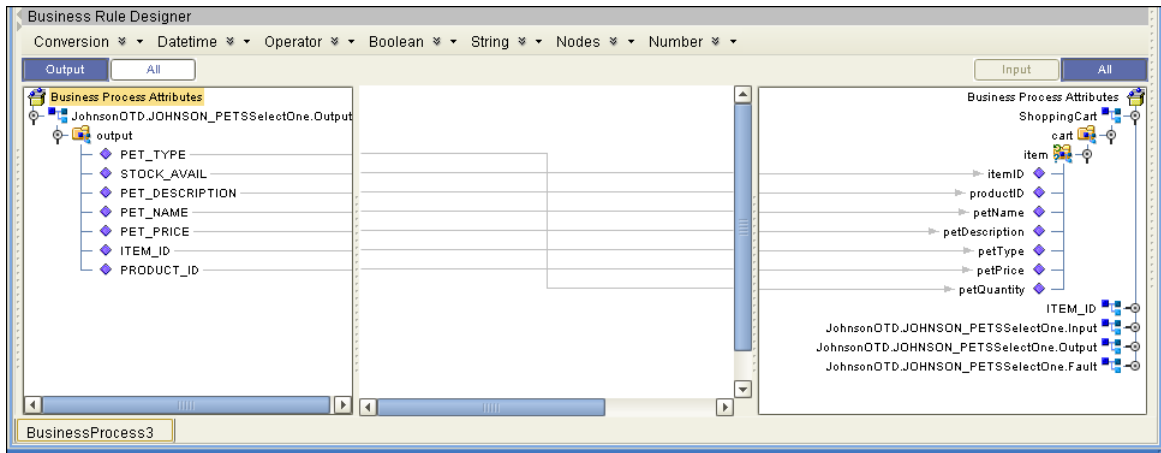 Business Rule Designer
Conversion Datetime Operator Boolean String Nodes Number
Output All Input All
Business Process Attributes
JohnsonOTD.JOHNSON_PETSSelectOne.Output
output
PET_TYPE
STOCK_AVAIL
PET_DESCRIPTION
PET_NAME
PET_PRICE
ITEM_ID
PRODUCT_ID
Business Process Attributes
ShoppingCart
cart
item
itemID
productID
petName
petDescription
petType
petPrice
petQuantity
ITEM_ID
JohnsonOTD.JOHNSON_PETSSelectOne.Input
JohnsonOTD.JOHNSON_PETSSelectOne.Output
JohnsonOTD.JOHNSON_PETSSelectOne.Fault
BusinessProcess3